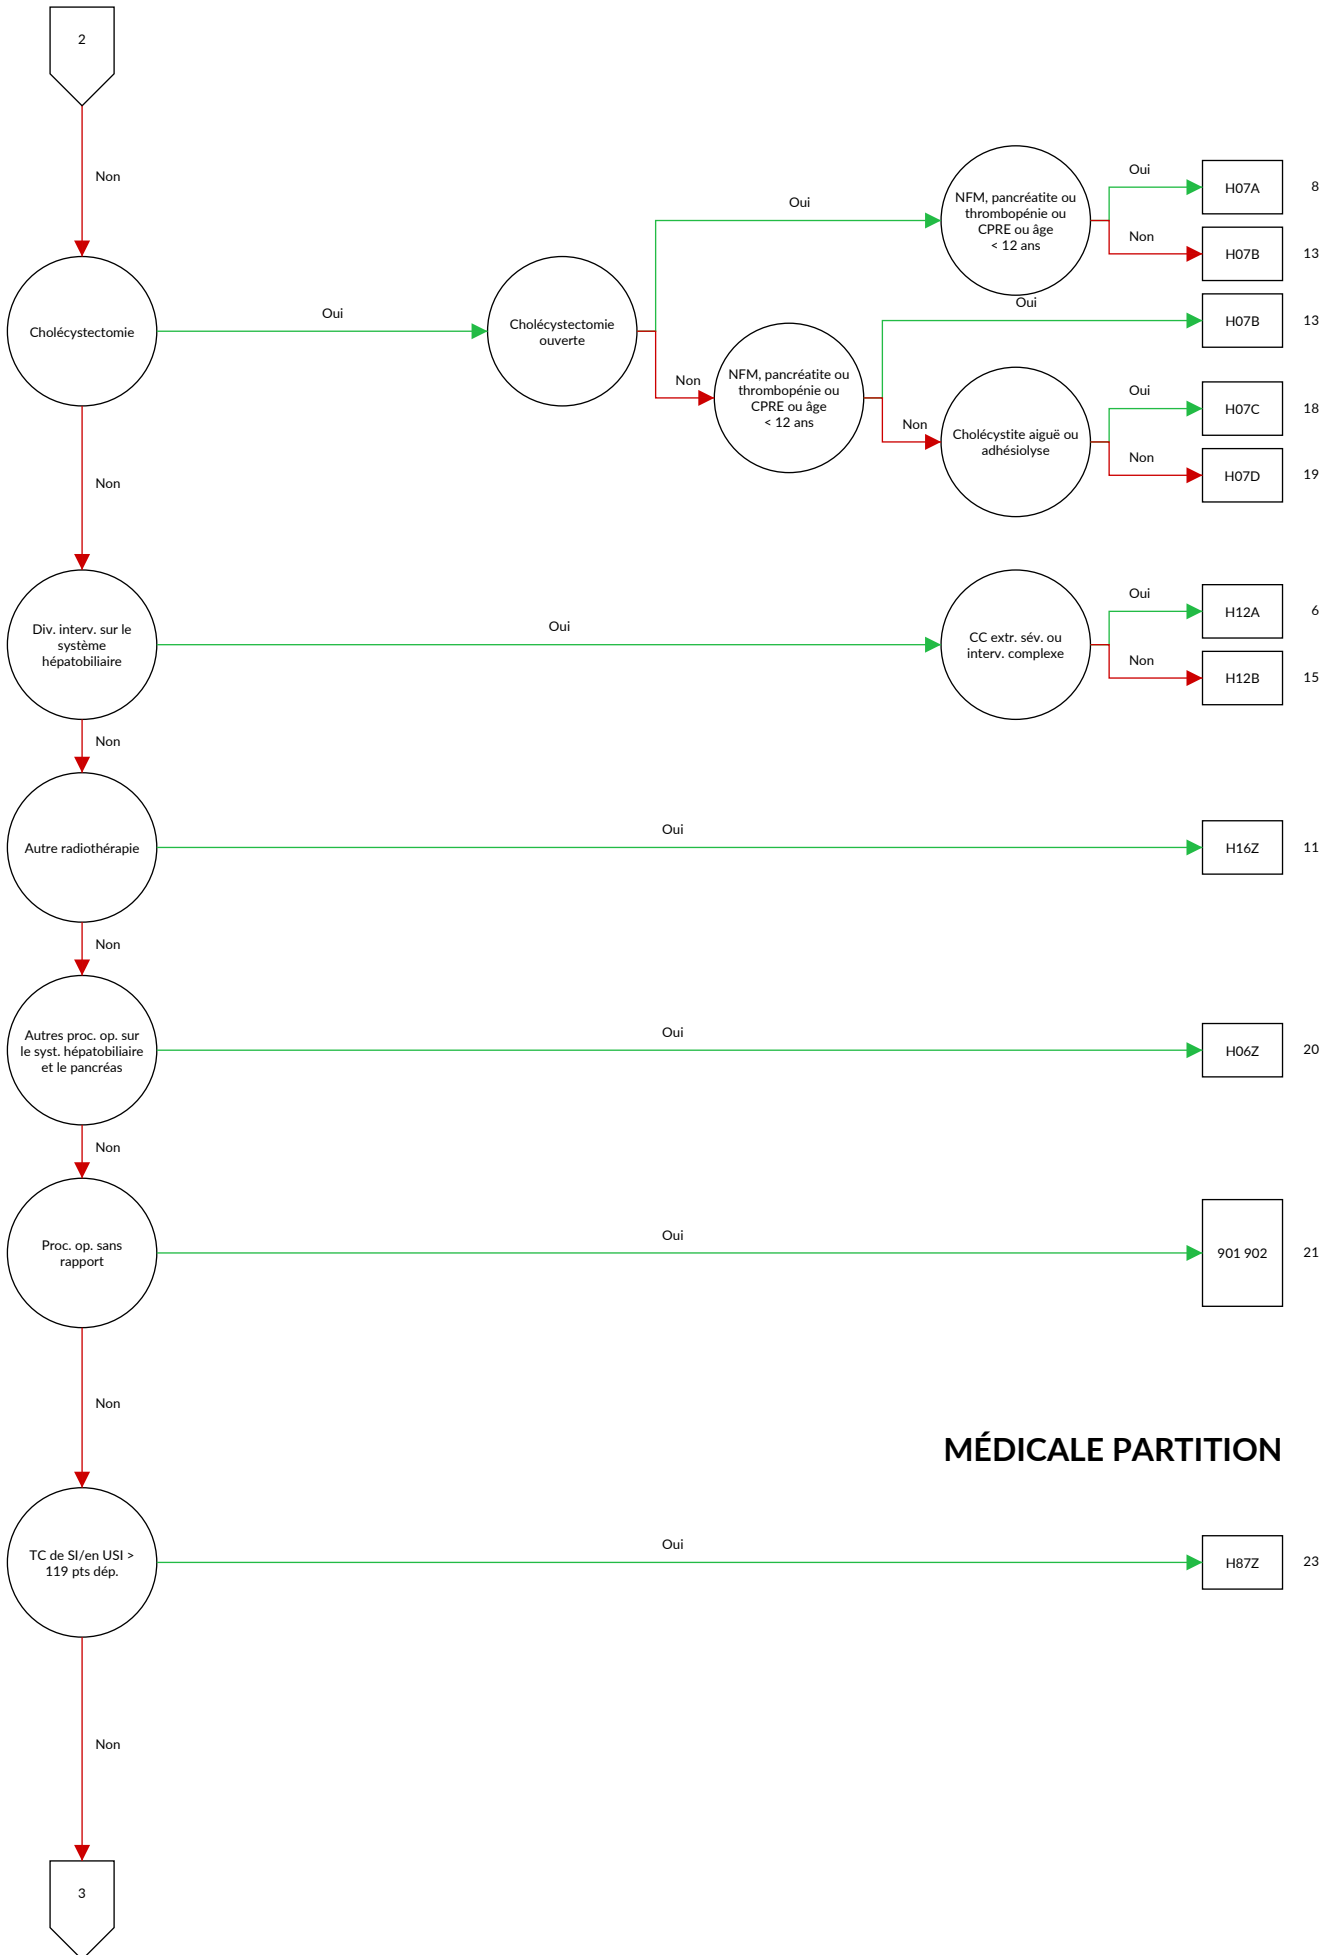 2
Non
Cholécystectomie
Oui
Cholécystectomie
ouverte
Oui
NFM, pancréatite ou
thrombopénie ou
CPRE ou âge
< 12 ans
Oui
H07A
8
Non
H07B
13
Non
NFM, pancréatite ou
thrombopénie ou
CPRE ou âge
< 12 ans
Oui
H07B
13
Non
Cholécystite aiguë ou
adhésiolyse
Oui
H07C
18
Non
H07D
19
Non
Div. interv. sur le
système
hépatobiliaire
Oui
CC extr. sév. ou
interv. complexe
Oui
H12A
6
Non
H12B
15
Non
Autre radiothérapie
Oui
H16Z
11
Non
Autres proc. op. sur
le syst. hépatobiliaire
et le pancréas
Oui
H06Z
20
Non
Proc. op. sans
rapport
Oui
901 902
21
Non
MÉDICALE PARTITION
TC de SI/en USI >
119 pts dép.
Oui
H87Z
23
Non
3